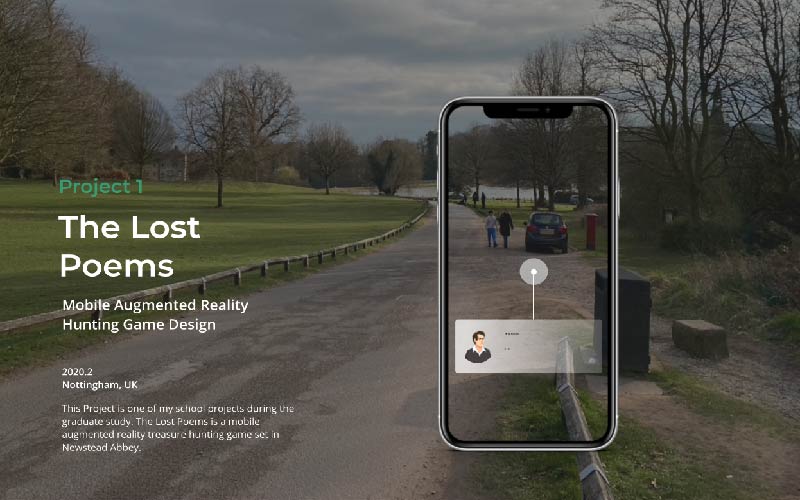 Project 1
The Lost
Poems
Mobile Augmented Reality
Hunting Game Design
2020.2
Nottingham, UK
This Project is one of my school projects during the
graduate study. The Lost Poems is a mobile
augmented reality treasure hunting game set in
Newstead Abbey.